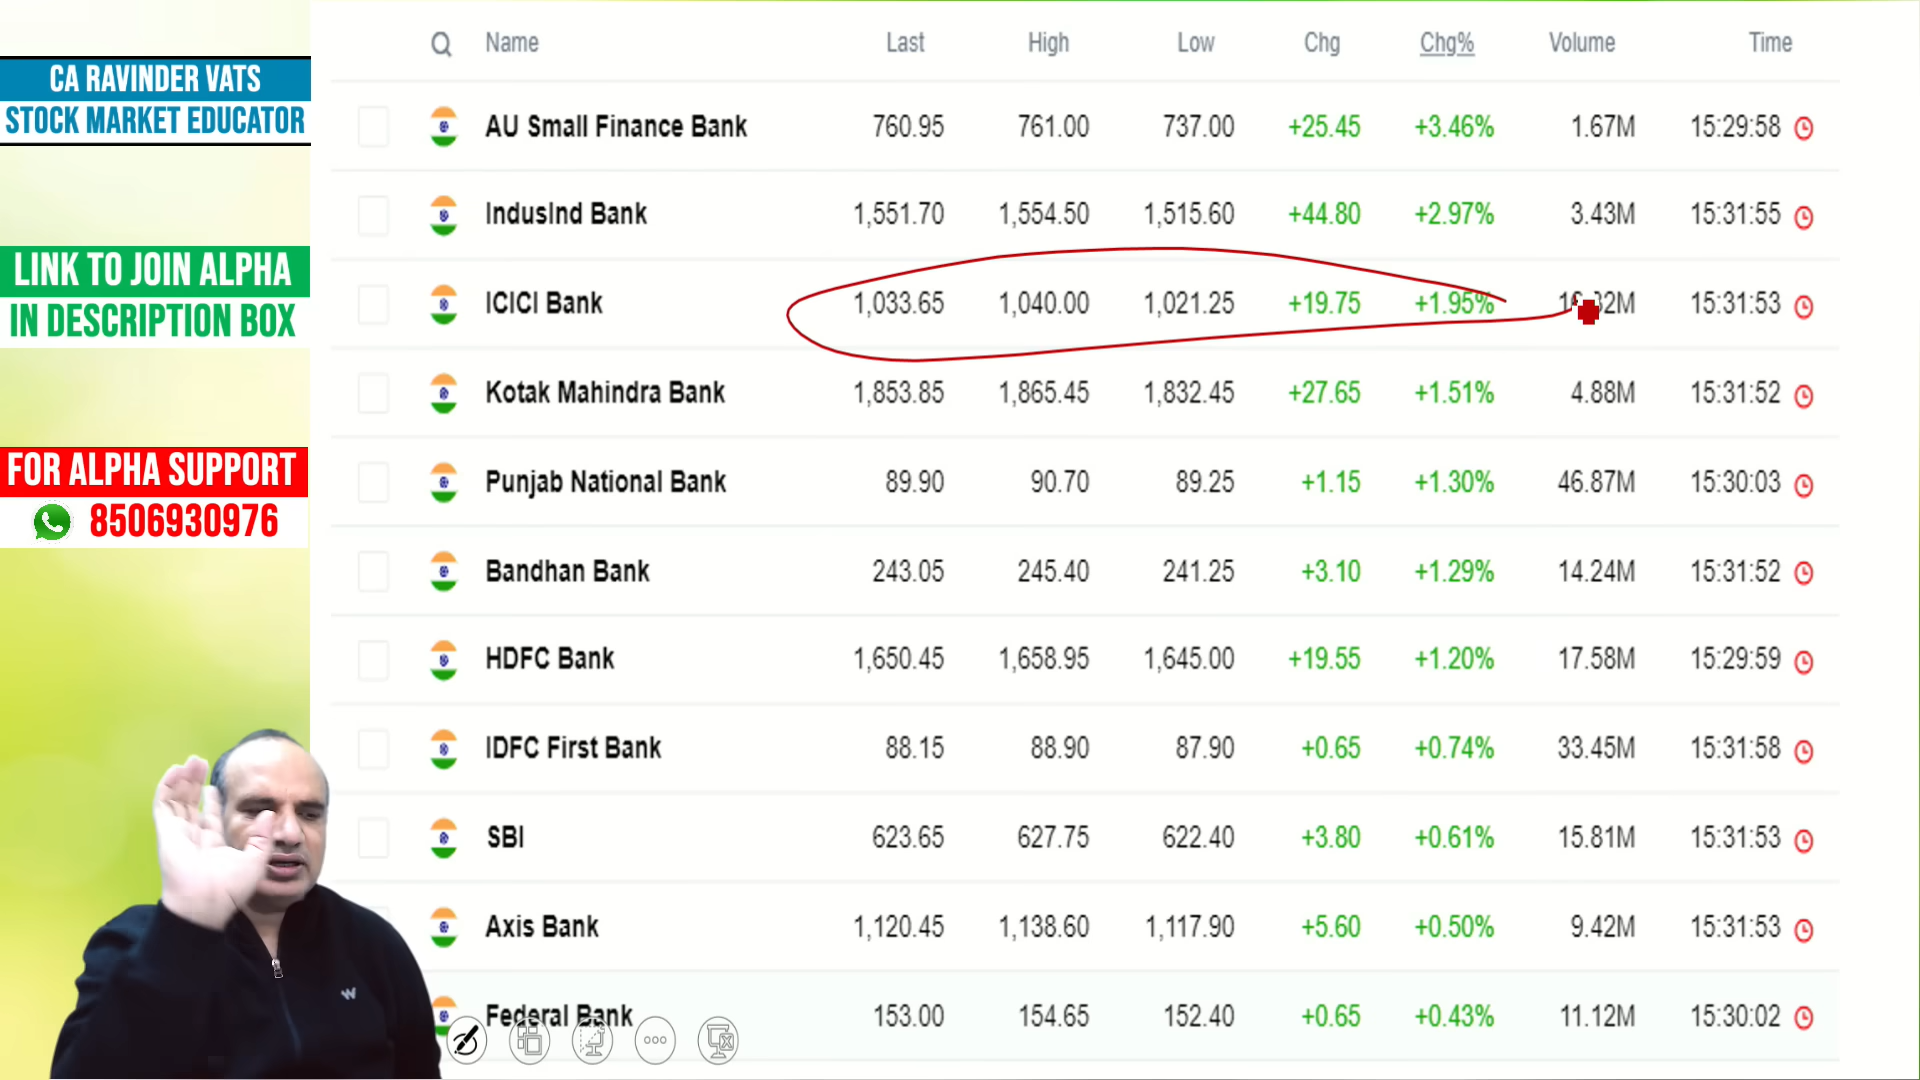 CA RAVINDER VATS
STOCK MARKET EDUCATOR
LINK TO JOIN ALPHA
IN DESCRIPTION BOX
FOR ALPHA SUPPORT
8506930976
Name Last High Low Chg Chg% Volume Time
AU Small Finance Bank 760.95 761.00 737.00 +25.45 +3.46% 1.67M 15:29:58
IndusInd Bank 1,551.70 1,554.50 1,515.60 +44.80 +2.97% 3.43M 15:31:55
ICICI Bank 1,033.65 1,040.00 1,021.25 +19.75 +1.95% 15:31:53
Kotak Mahindra Bank 1,853.85 1,865.45 1,832.45 +27.65 +1.51% 4.88M 15:31:52
Punjab National Bank 89.90 90.70 89.25 +1.15 +1.30% 46.87M 15:30:03
Bandhan Bank 243.05 245.40 241.25 +3.10 +1.29% 14.24M 15:31:52
HDFC Bank 1,650.45 1,658.95 1,645.00 +19.55 +1.20% 17.58M 15:29:59
IDFC First Bank 88.15 88.90 87.90 +0.65 +0.74% 33.45M 15:31:58
SBI 623.65 627.75 622.40 +3.80 +0.61% 15.81M 15:31:53
Axis Bank 1,120.45 1,138.60 1,117.90 +5.60 +0.50% 9.42M 15:31:53
Federal Bank 153.00 154.65 152.40 +0.65 +0.43% 11.12M 15:30:02